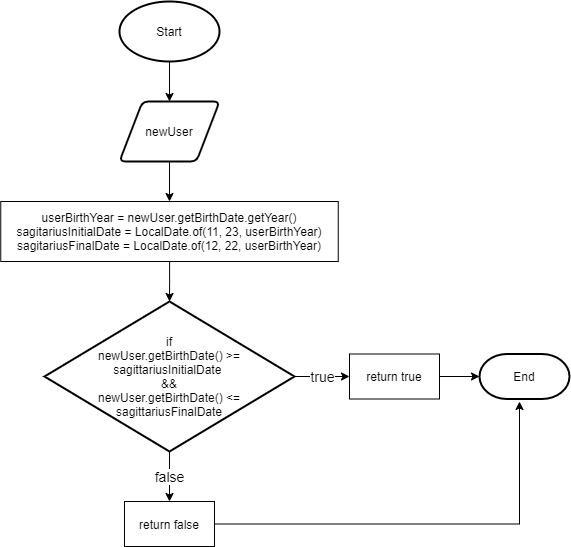 Start
newUser
userBirthYear = newUser.getBirthDate.getYear()
sagitariusInitialDate = LocalDate.of(11, 23, userBirthYear)
sagitariusFinalDate = LocalDate.of(12, 22, userBirthYear)
if
newUser.getBirthDate() >=
sagittariusInitialDate
&&
newUser.getBirthDate() <=
sagittariusFinalDate
true
return true
End
false
return false